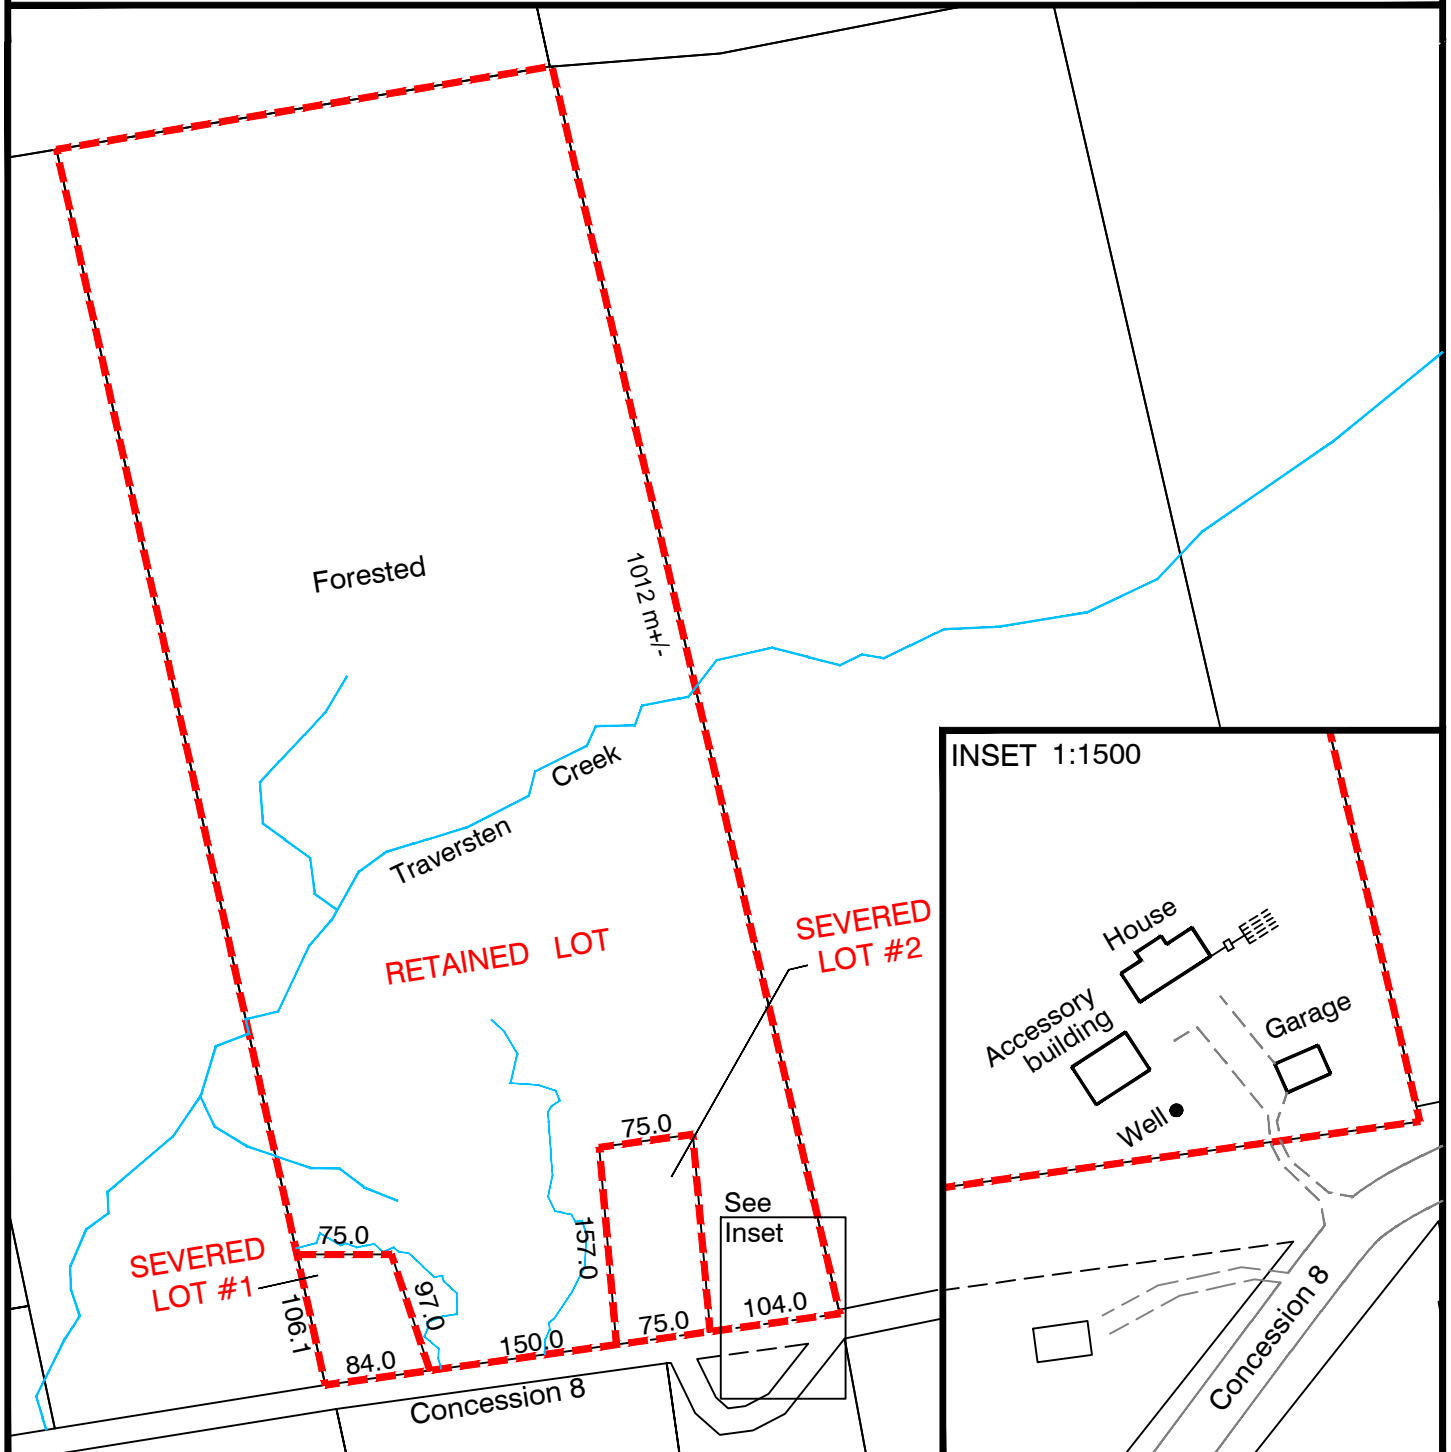 Forested
1012 m+/-
Traversten Creek
RETAINED LOT
SEVERED
LOT #2
75.0
157.0
See
Inset
75.0
104.0
SEVERED
LOT #1
75.0
106.1
97.0
84.0
150.0
Concession 8
INSET 1:1500
House
Accessory
building
Garage
Well
Concession 8